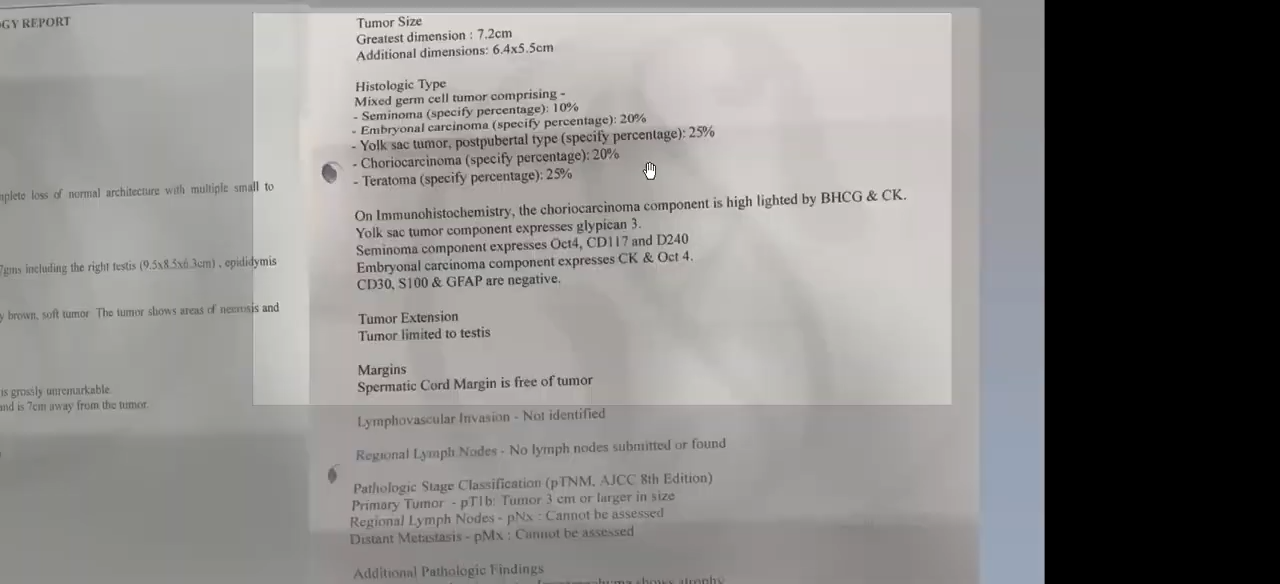 GY REPORT
mplete loss of normal architecture with multiple small to
7gms including the right testis (9.5x8.5x6.3cm) , epididymis
y brown, soft tumor The tumor shows areas of necrosis and
is grossly unremarkable
and is 7cm away from the tumor.
Tumor Size
Greatest dimension : 7.2cm
Additional dimensions: 6.4x5.5cm
Histologic Type
Mixed germ cell tumor comprising -
- Seminoma (specify percentage): 10%
- Embryonal carcinoma (specify percentage): 20%
- Yolk sac tumor, postpubertal type (specify percentage): 25%
- Choriocarcinoma (specify percentage): 20%
- Teratoma (specify percentage): 25%
On Immunohistochemistry, the choriocarcinoma component is high lighted by BHCG & CK.
Yolk sac tumor component expresses glypican 3.
Seminoma component expresses Oct4, CD117 and D240
Embryonal carcinoma component expresses CK & Oct 4.
CD30, S100 & GFAP are negative.
Tumor Extension
Tumor limited to testis
Margins
Spermatic Cord Margin is free of tumor
Lymphovascular Invasion - Not identified
Regional Lymph Nodes - No lymph nodes submitted or found
Pathologic Stage Classification (pTNM, AJCC 8th Edition)
Primary Tumor - pT1b: Tumor 3 cm or larger in size
Regional Lymph Nodes - pNx : Cannot be assessed
Distant Metastasis - pMx : Cannot be assessed
Additional Pathologic Findings
shows atrophy